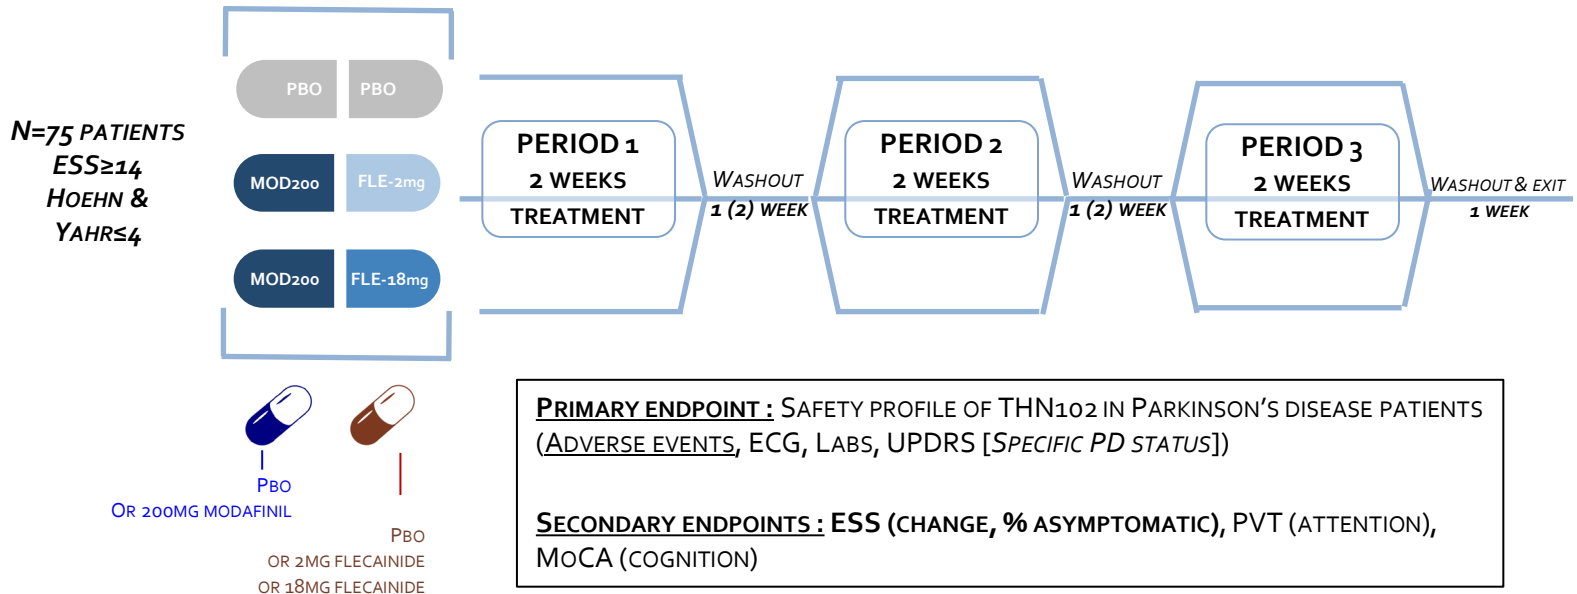 N=75 PATIENTS
ESS≥14
HOEHN &
YAHR≤4
PBO PBO
MOD200 FLE-2mg
MOD200 FLE-18mg
PERIOD 1
2 WEEKS
TREATMENT
WASHOUT
1 (2) WEEK
PERIOD 2
2 WEEKS
TREATMENT
WASHOUT
1 (2) WEEK
PERIOD 3
2 WEEKS
TREATMENT
WASHOUT & EXIT
1 WEEK
PBO
OR 200MG MODAFINIL
PBO
OR 2MG FLECAINIDE
OR 18MG FLECAINIDE
PRIMARY ENDPOINT : SAFETY PROFILE OF THN102 IN PARKINSON'S DISEASE PATIENTS
(ADVERSE EVENTS, ECG, LABS, UPDRS [SPECIFIC PD STATUS])
SECONDARY ENDPOINTS : ESS (CHANGE, % ASYMPTOMATIC), PVT (ATTENTION),
MOCA (COGNITION)